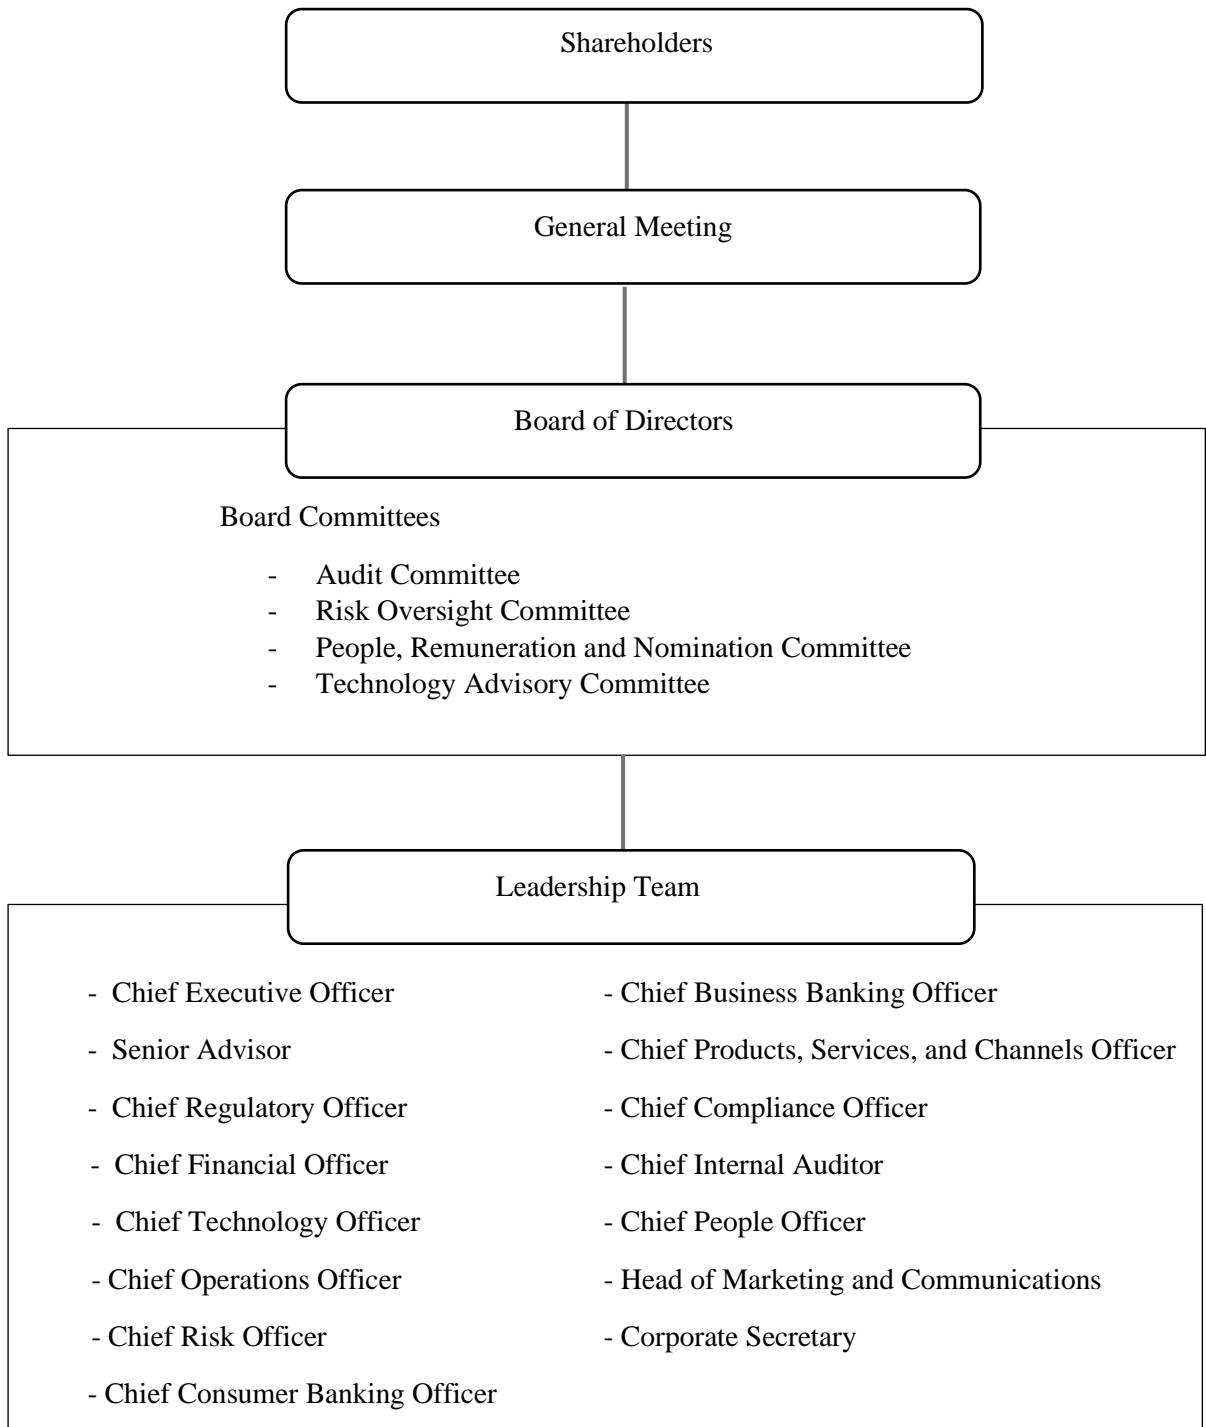 Shareholders
General Meeting
Board of Directors
Board Committees
- Audit Committee
- Risk Oversight Committee
- People, Remuneration and Nomination Committee
- Technology Advisory Committee
Leadership Team
- Chief Executive Officer
- Senior Advisor
- Chief Regulatory Officer
- Chief Financial Officer
- Chief Technology Officer
- Chief Operations Officer
- Chief Risk Officer
- Chief Consumer Banking Officer
- Chief Business Banking Officer
- Chief Products, Services, and Channels Officer
- Chief Compliance Officer
- Chief Internal Auditor
- Chief People Officer
- Head of Marketing and Communications
- Corporate Secretary